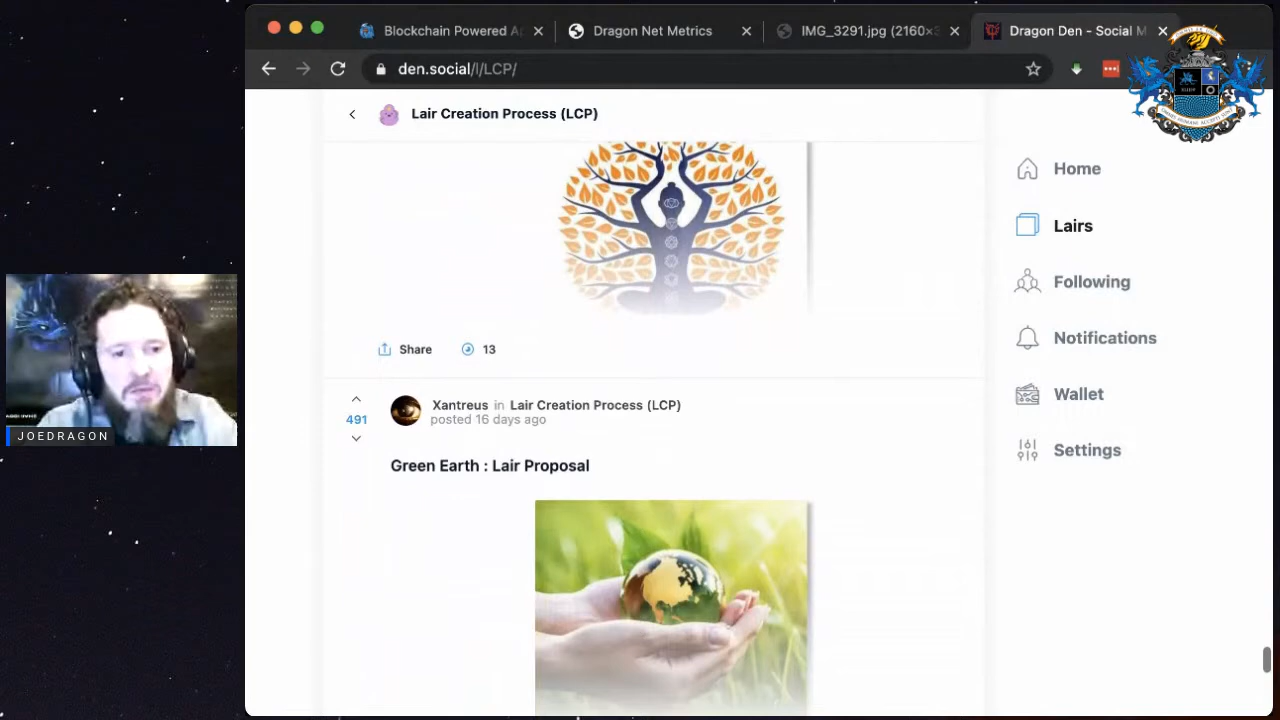 Blockchain Powered Ap
Dragon Net Metrics
IMG_3291.jpg (2160×3
Dragon Den - Social M
den.social/l/LCP/
Lair Creation Process (LCP)
Home
Lairs
Following
Notifications
Wallet
Settings
Share
13
491
Xantreus in Lair Creation Process (LCP)
posted 16 days ago
Green Earth : Lair Proposal
JOEDRAGON